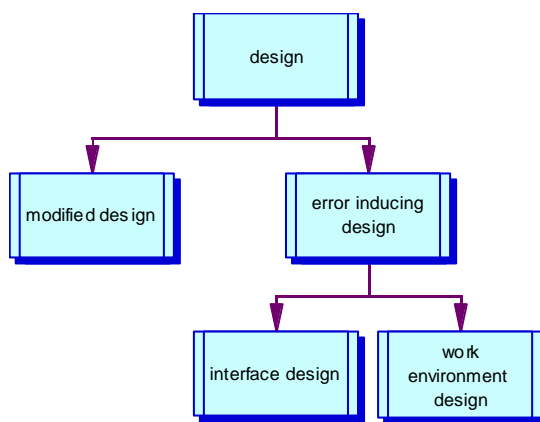 design
modified design
error inducing
design
interface design
work
environment
design